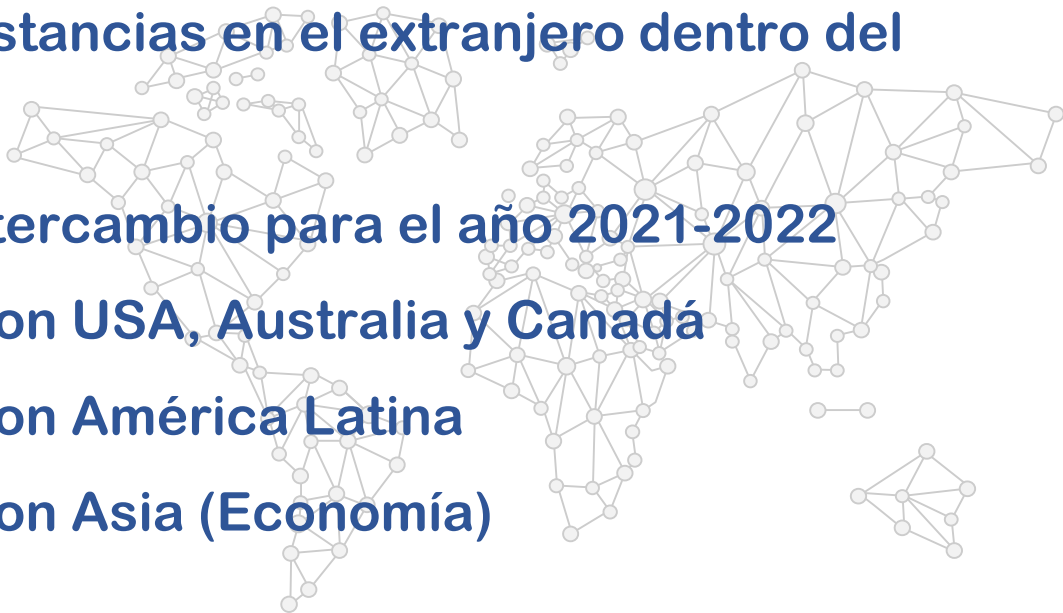 stancias en el extranjero dentro del
tercambio para el año 2021-2022
on USA, Australia y Canadá
on América Latina
on Asia (Economía)